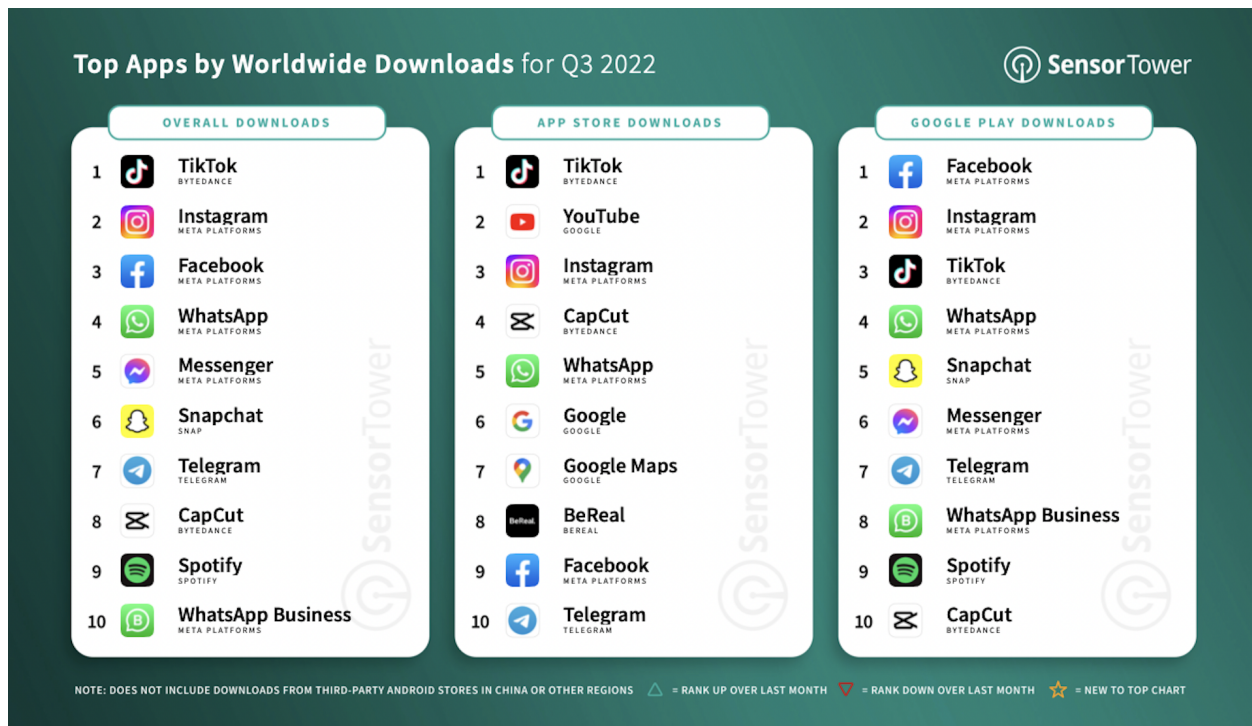 Top Apps by Worldwide Downloads for Q3 2022
SensorTower
OVERALL DOWNLOADS
1
TikTok
BYTEDANCE
2
Instagram
META PLATFORMS
3
Facebook
META PLATFORMS
4
WhatsApp
META PLATFORMS
5
Messenger
META PLATFORMS
6
Snapchat
SNAP
7
Telegram
TELEGRAM
8
CapCut
BYTEDANCE
9
Spotify
SPOTIFY
10
WhatsApp Business
META PLATFORMS
SensorTower
APP STORE DOWNLOADS
1
TikTok
BYTEDANCE
2
YouTube
GOOGLE
3
Instagram
META PLATFORMS
4
CapCut
BYTEDANCE
5
WhatsApp
META PLATFORMS
6
Google
GOOGLE
7
Google Maps
GOOGLE
8
BeReal.
BeReal
BEREAL
9
Facebook
META PLATFORMS
10
Telegram
TELEGRAM
SensorTower
GOOGLE PLAY DOWNLOADS
1
Facebook
META PLATFORMS
2
Instagram
META PLATFORMS
3
TikTok
BYTEDANCE
4
WhatsApp
META PLATFORMS
5
Snapchat
SNAP
6
Messenger
META PLATFORMS
7
Telegram
TELEGRAM
8
WhatsApp Business
META PLATFORMS
9
Spotify
SPOTIFY
10
CapCut
BYTEDANCE
SensorTower
NOTE: DOES NOT INCLUDE DOWNLOADS FROM THIRD-PARTY ANDROID STORES IN CHINA OR OTHER REGIONS
= RANK UP OVER LAST MONTH
= RANK DOWN OVER LAST MONTH
= NEW TO TOP CHART